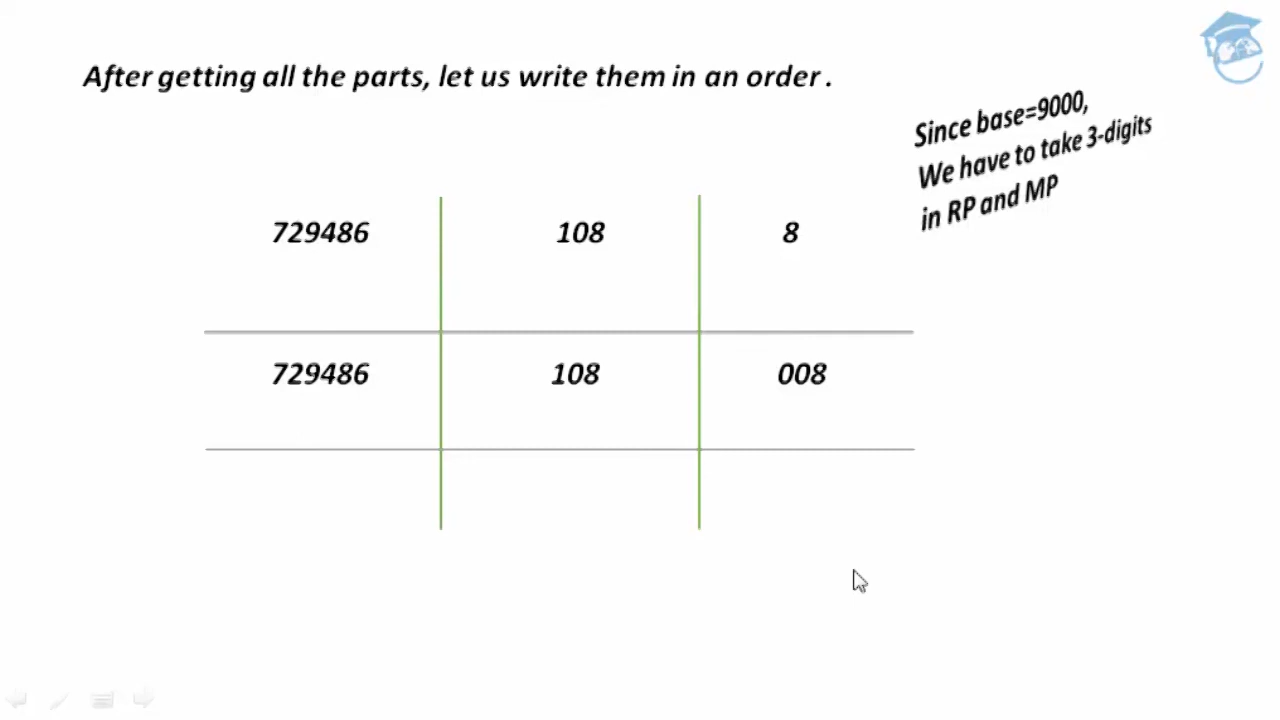 After getting all the parts, let us write them in an order .
Since base=9000,
We have to take 3-digits
in RP and MP
729486 108 8
729486 108 008